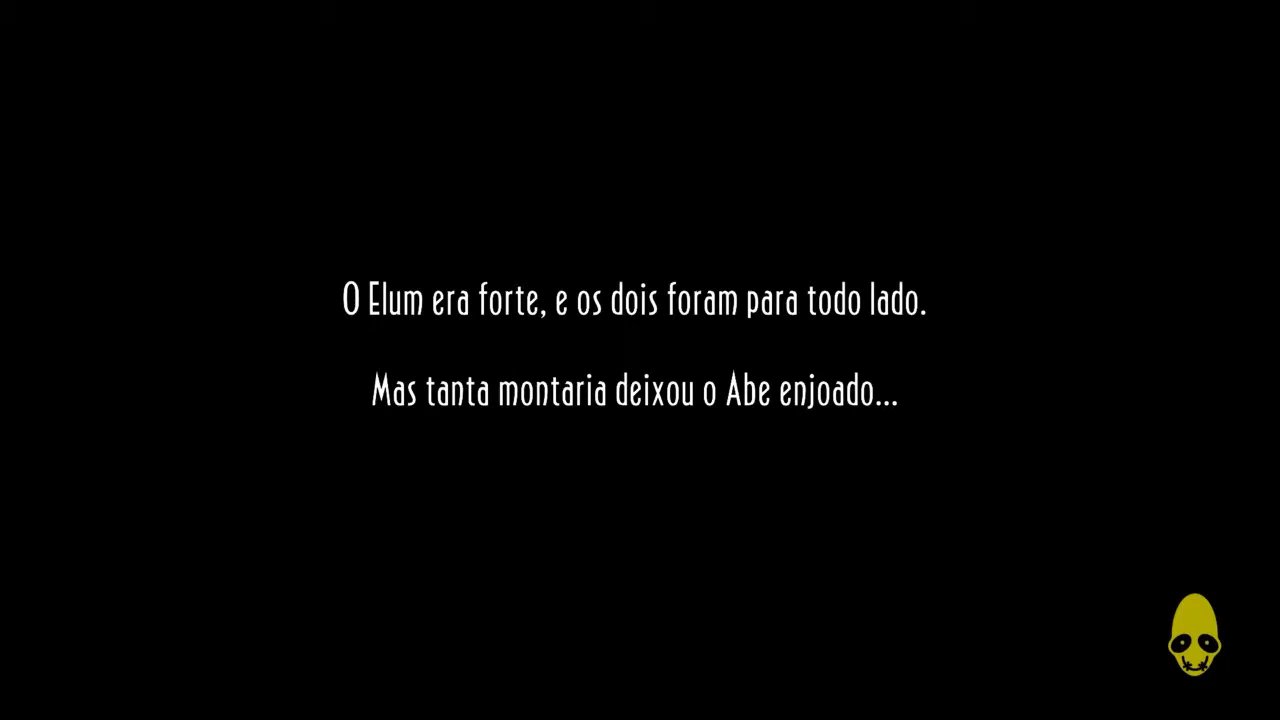 O Elum era forte, e os dois foram para todo lado.
Mas tanta montaria deixou o Abe enjoado...